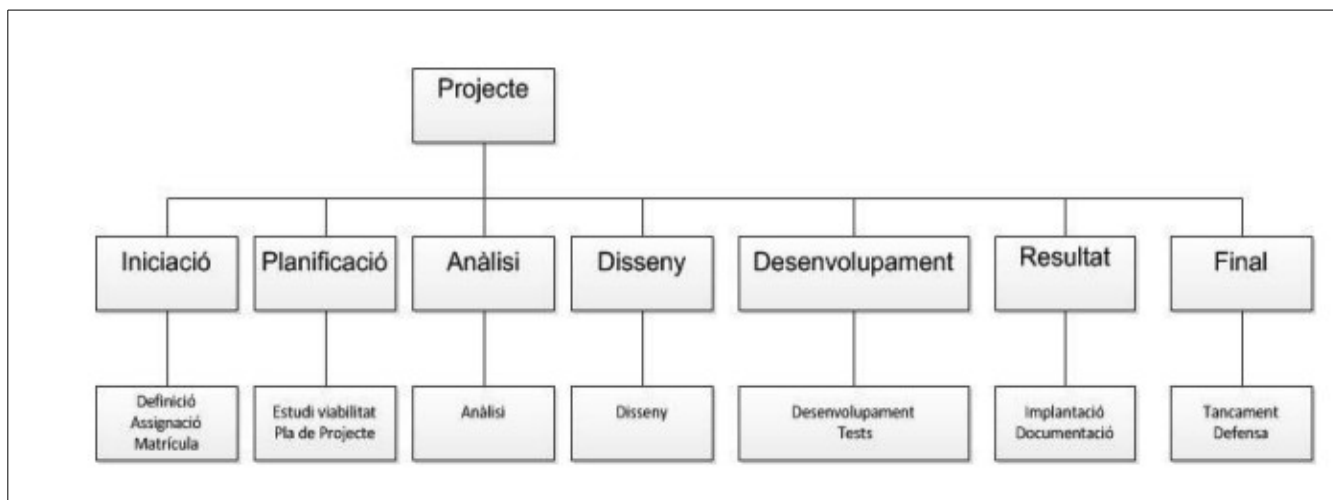 Projecte
Iniciació
Planificació
Anàlisi
Disseny
Desenvolupament
Resultat
Final
Definició
Assignació
Matrícula
Estudi viabilitat
Pla de Projecte
Anàlisi
Disseny
Desenvolupament
Tests
Implantació
Documentació
Tancament
Defensa